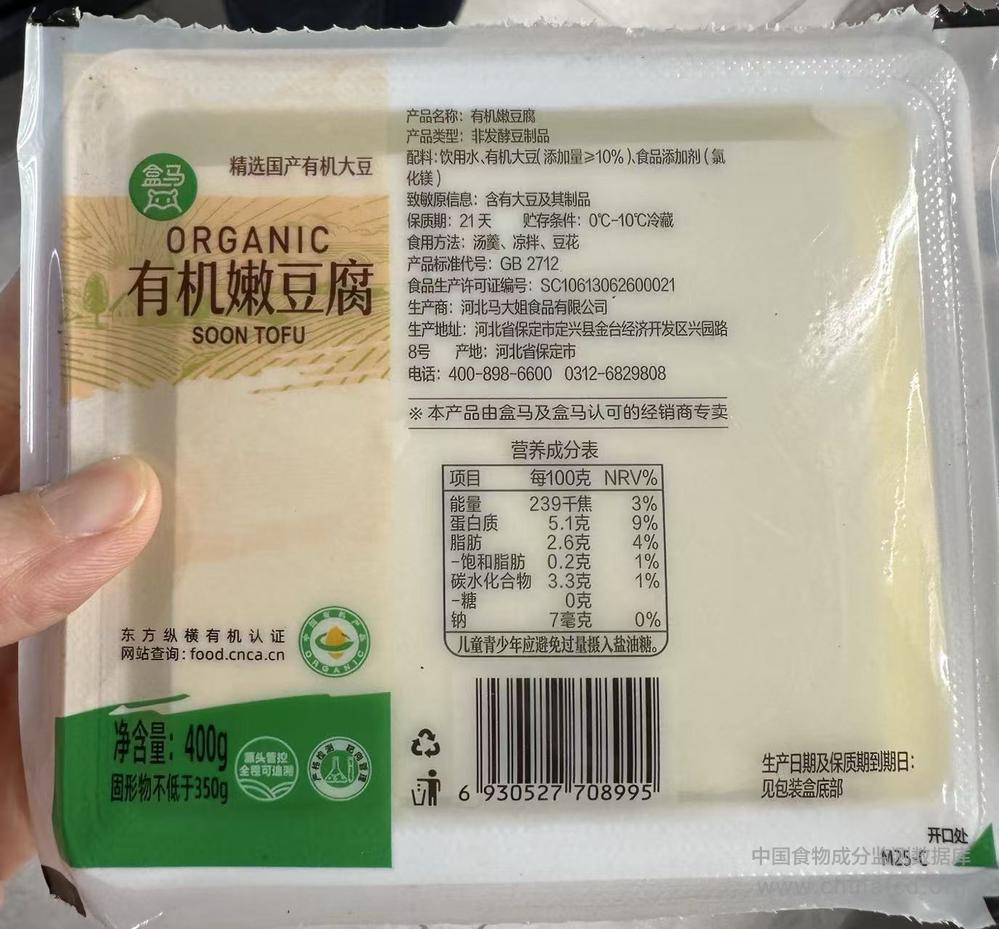 盒马
精选国产有机大豆
ORGANIC
有机嫩豆腐
SOON TOFU
东方纵横有机认证
网站查询:food.cnca.cn
中国有机产品
ORGANIC
净含量：400g
固形物不低于350g
源头管控
全程可追溯
严格检测
产品名称：有机嫩豆腐
产品类型：非发酵豆制品
配料:饮用水、有机大豆(添加量≥10%)、食品添加剂(氯
化镁)
致敏原信息：含有大豆及其制品
保质期：21天 贮存条件：0℃-10℃冷藏
食用方法：汤羹、凉拌、豆花
产品标准代号：GB 2712
食品生产许可证编号：SC10613062600021
生产商：河北马大姐食品有限公司
生产地址：河北省保定市定兴县金台经济开发区兴园路
8号 产地：河北省保定市
电话：400-898-6600 0312-6829808
※本产品由盒马及盒马认可的经销商专卖
营养成分表
项目 每100克 NRV%
能量 239千焦 3%
蛋白质 5.1克 9%
脂肪 2.6克 4%
-饱和脂肪 0.2克 1%
碳水化合物 3.3克 1%
-糖 0克
钠 7毫克 0%
儿童青少年应避免过量摄入盐油糖。
6 930527 708995
生产日期及保质期到期日：
见包装盒底部
开口处
M25-C
中国食物成分监测数据库